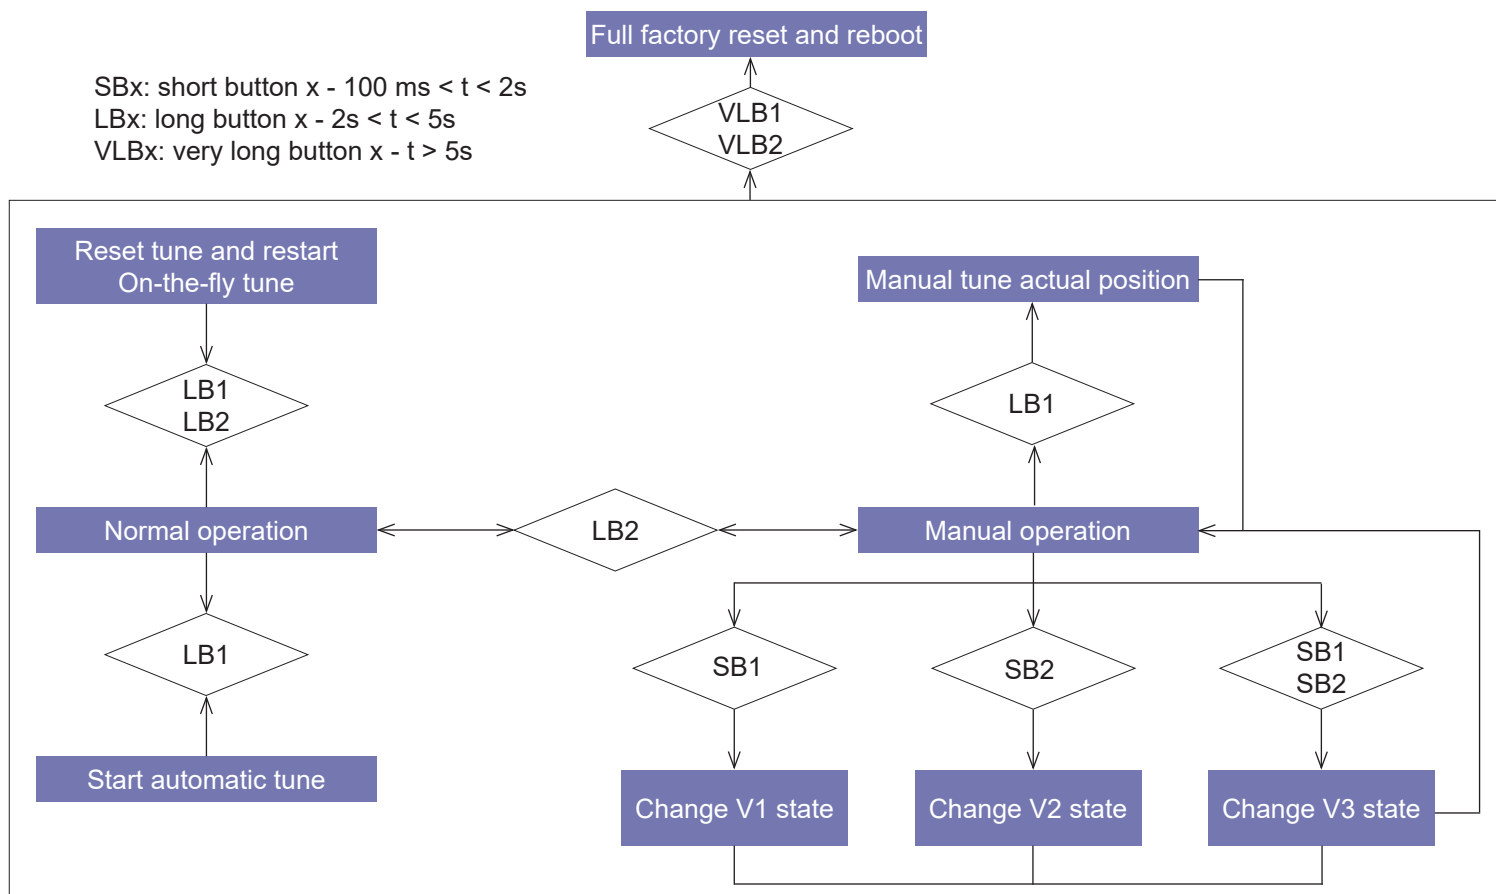 Full factory reset and reboot
SBx: short button x - 100 ms < t < 2s
LBx: long button x - 2s < t < 5s
VLBx: very long button x - t > 5s
VLB1
VLB2
Reset tune and restart
On-the-fly tune
Manual tune actual position
LB1
LB2
LB1
Normal operation
LB2
Manual operation
LB1
SB1
SB2
SB1
SB2
Start automatic tune
Change V1 state
Change V2 state
Change V3 state